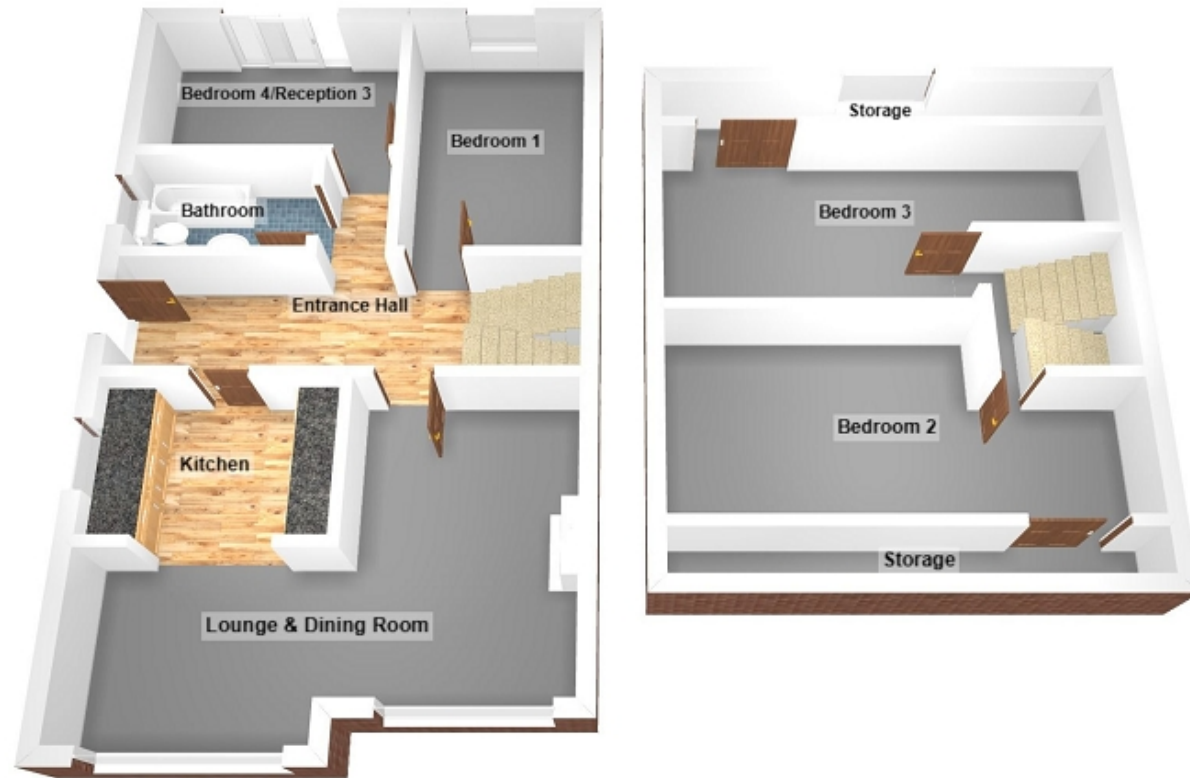 Bedroom 4/Reception 3
Bedroom 1
Bathroom
Entrance Hall
Kitchen
Lounge & Dining Room
Storage
Bedroom 3
Bedroom 2
Storage